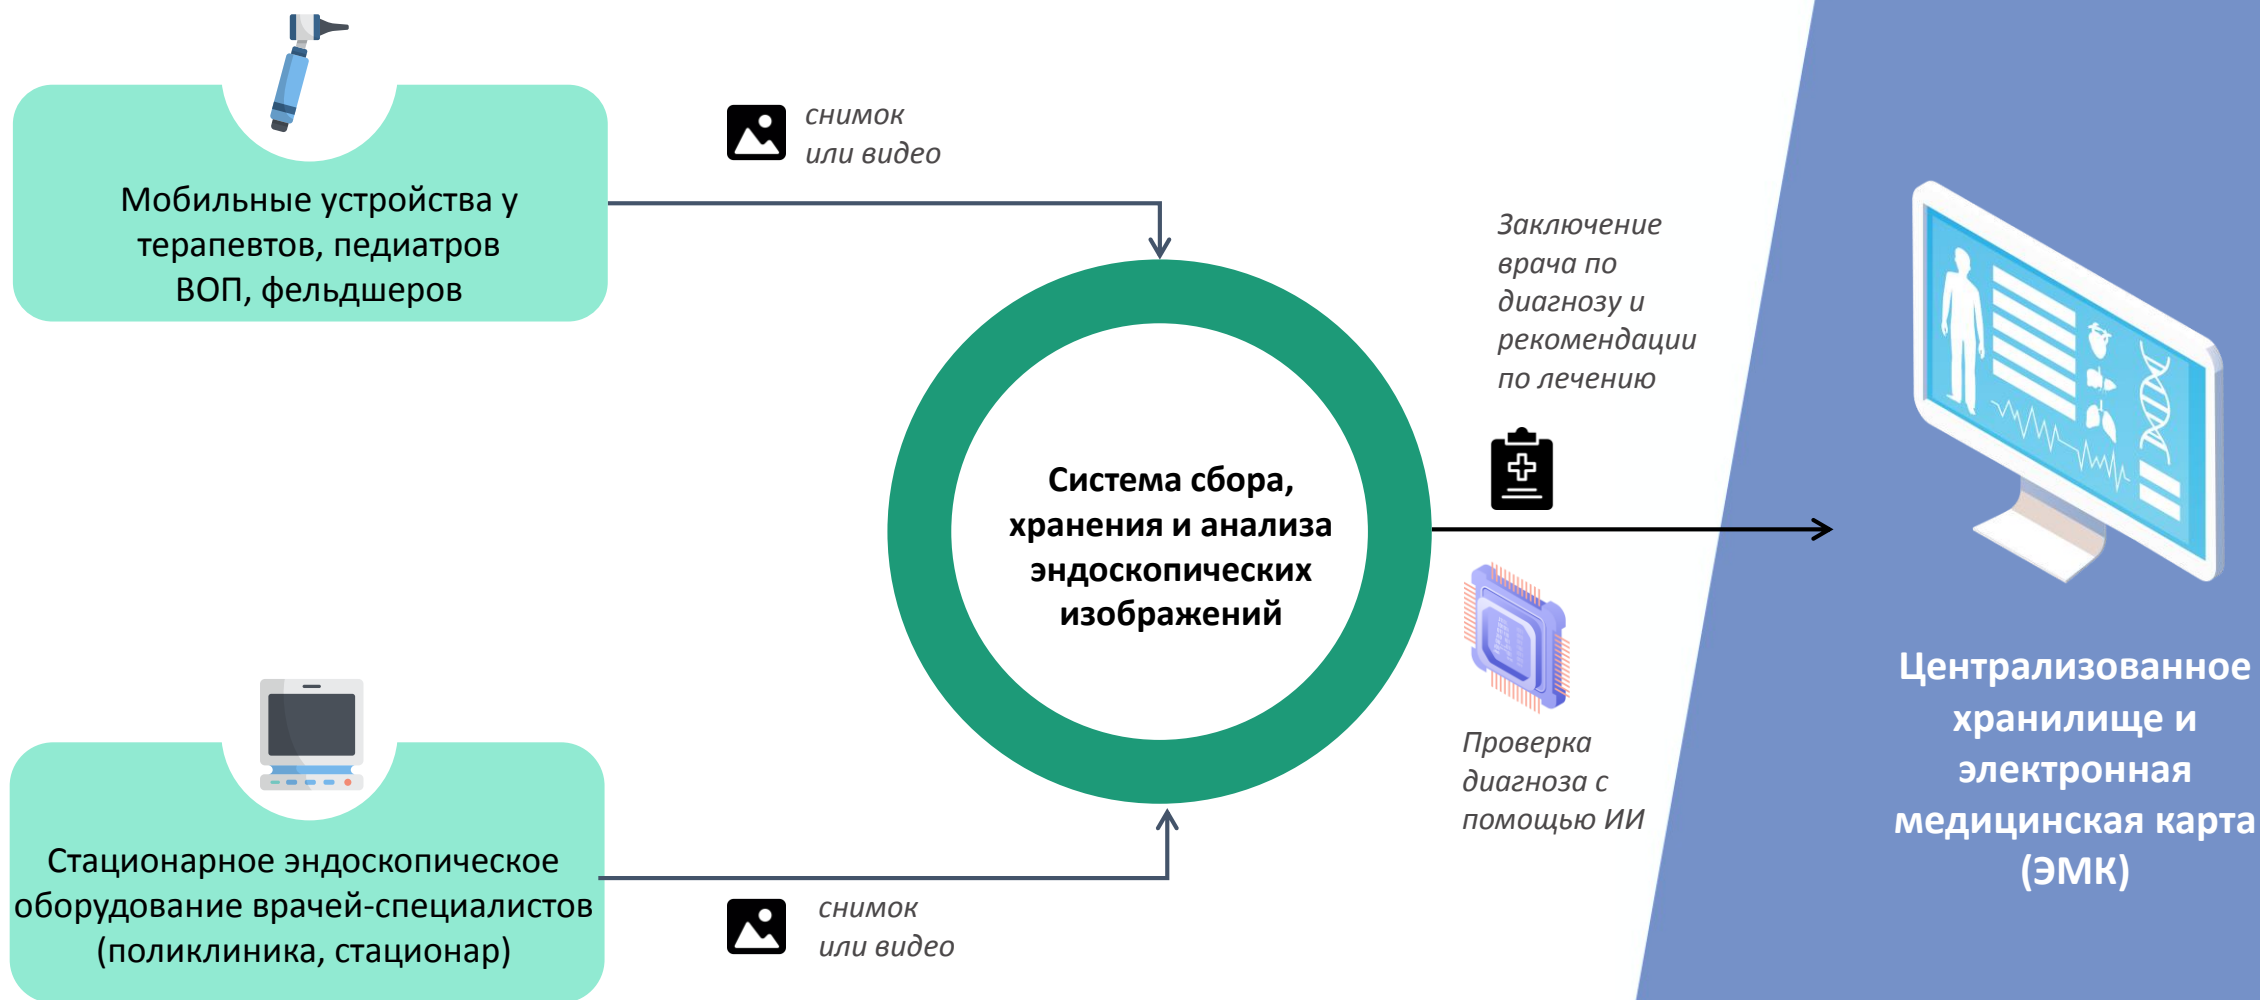 Мобильные устройства у
терапевтов, педиатров
ВОП, фельдшеров
снимок
или видео
Заключение
врача по
диагнозу и
рекомендации
по лечению
Система сбора,
хранения и анализа
эндоскопических
изображений
Проверка
диагноза с
помощью ИИ
Централизованное
хранилище и
электронная
медицинская карта
(ЭМК)
Стационарное эндоскопическое
оборудование врачей-специалистов
(поликлиника, стационар)
снимок
или видео